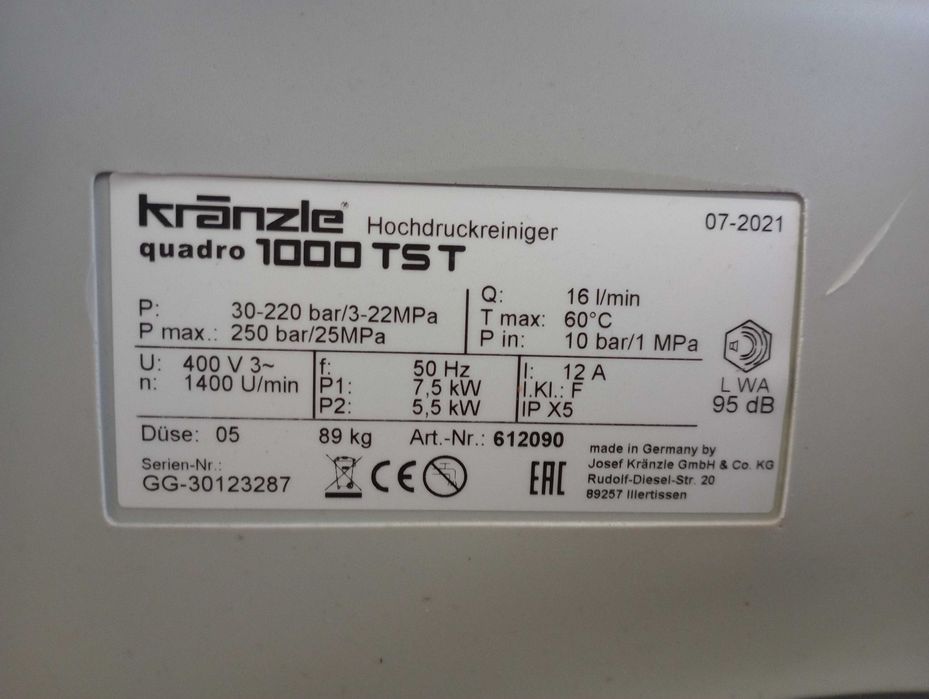 kränzle® Hochdruckreiniger 07-2021
quadro 1000 TS T
P: 30-220 bar/3-22MPa
P max.: 250 bar/25MPa
Q: 16 l/min
T max: 60°C
P in: 10 bar/1 MPa
U: 400 V 3~
n: 1400 U/min
f: 50 Hz
P1: 7,5 kW
P2: 5,5 kW
I: 12 A
I.Kl.: F
IP X5
L WA
95 dB
Düse: 05 89 kg Art.-Nr.: 612090
Serien-Nr.:
GG-30123287
CE
EAC
made in Germany by
Josef Kränzle GmbH & Co. KG
Rudolf-Diesel-Str. 20
89257 Illertissen